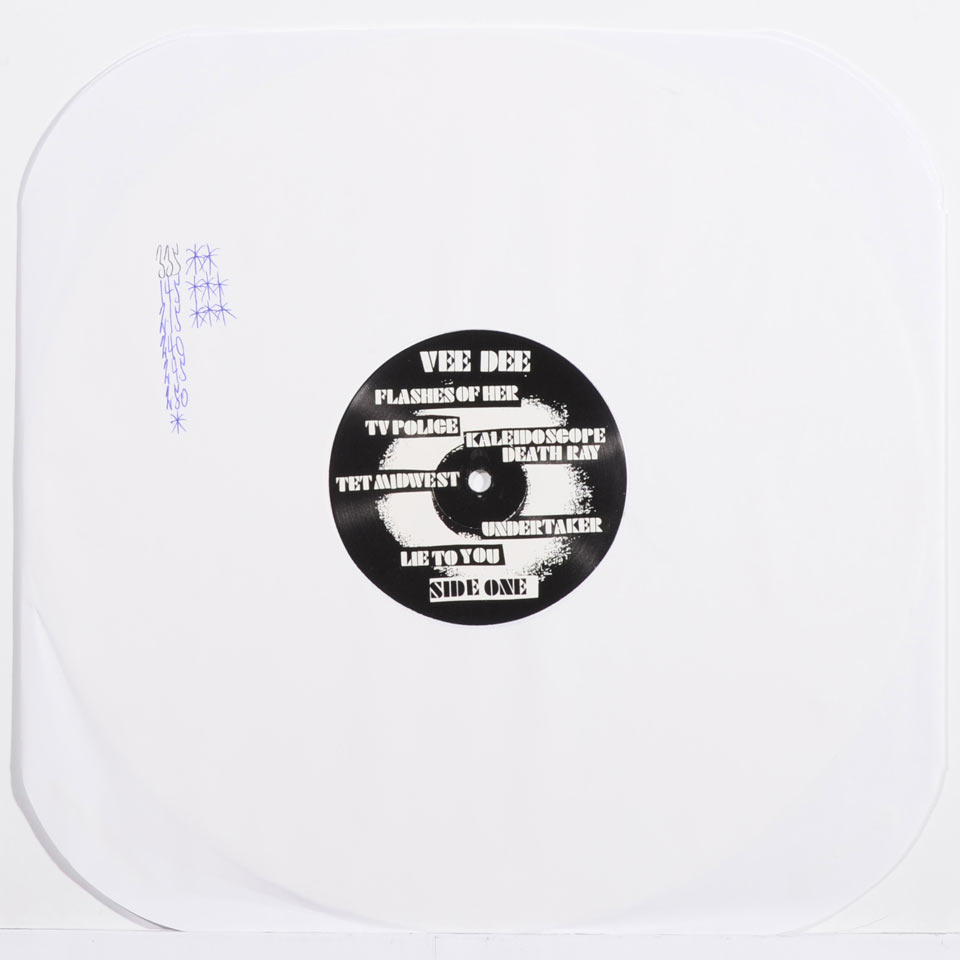 VEE DEE
FLASHES OF HER
TV POLICE
KALEIDOSCOPE
DEATH RAY
TET MIDWEST
UNDERTAKER
LIE TO YOU
SIDE ONE